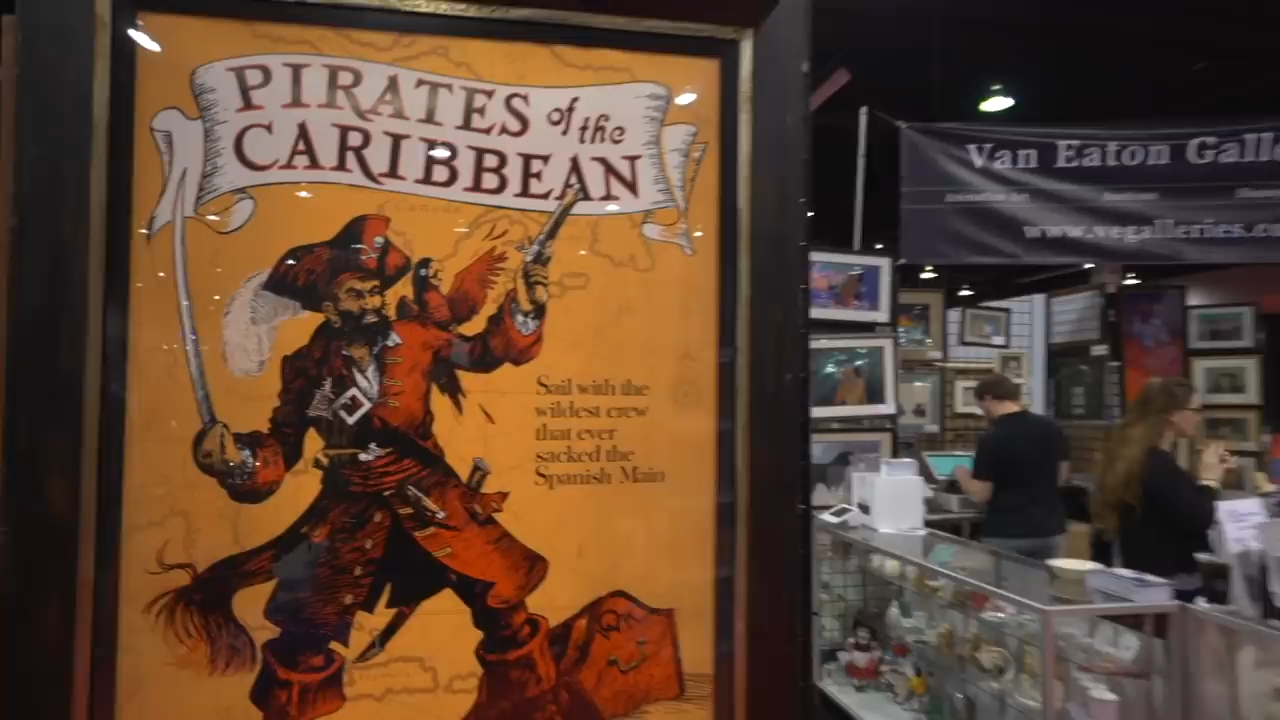 PIRATES of the
CARIBBEAN
Sail with the
wildest crew
that ever
sacked the
Spanish Main
Van Eaton Galle
www.vegalleries.co